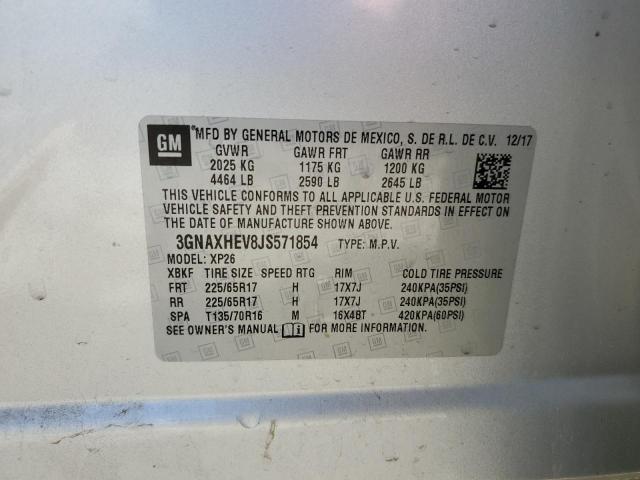 GM ® MFD BY GENERAL MOTORS DE MEXICO, S. DE R.L. DE C.V. 12/17
GVWR GAWR FRT GAWR RR
2025 KG 1175 KG 1200 KG
4464 LB 2590 LB 2645 LB
THIS VEHICLE CONFORMS TO ALL APPLICABLE U.S. FEDERAL MOTOR
VEHICLE SAFETY AND THEFT PREVENTION STANDARDS IN EFFECT ON
THE DATE OF MANUFACTURE SHOWN ABOVE.
3GNAXHEV8JS571854 TYPE: M.P.V.
MODEL: XP26
XBKF TIRE SIZE SPEED RTG RIM COLD TIRE PRESSURE
FRT 225/65R17 H 17X7J 240KPA(35PSI)
RR 225/65R17 H 17X7J 240KPA(35PSI)
SPA T135/70R16 M 16X4BT 420KPA(60PSI)
SEE OWNER'S MANUAL i FOR MORE INFORMATION.